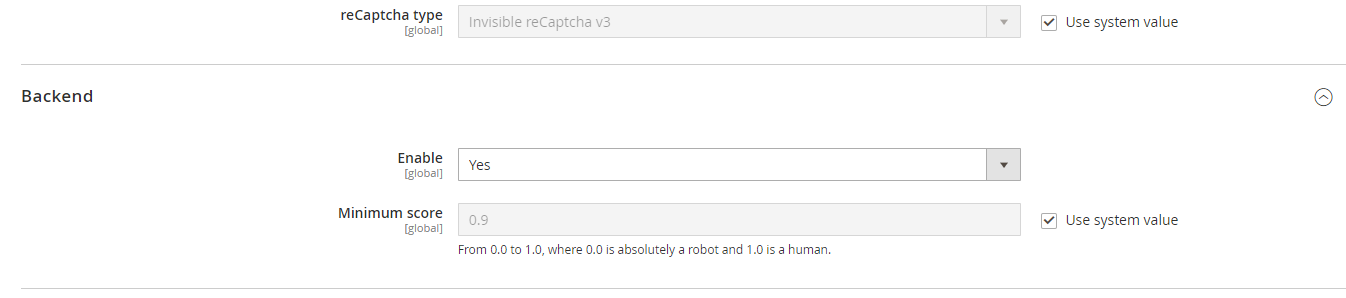 reCaptcha type
[global]
Invisible reCaptcha v3
Use system value
Backend
Enable
[global]
Yes
Minimum score
[global]
0.9
Use system value
From 0.0 to 1.0, where 0.0 is absolutely a robot and 1.0 is a human.